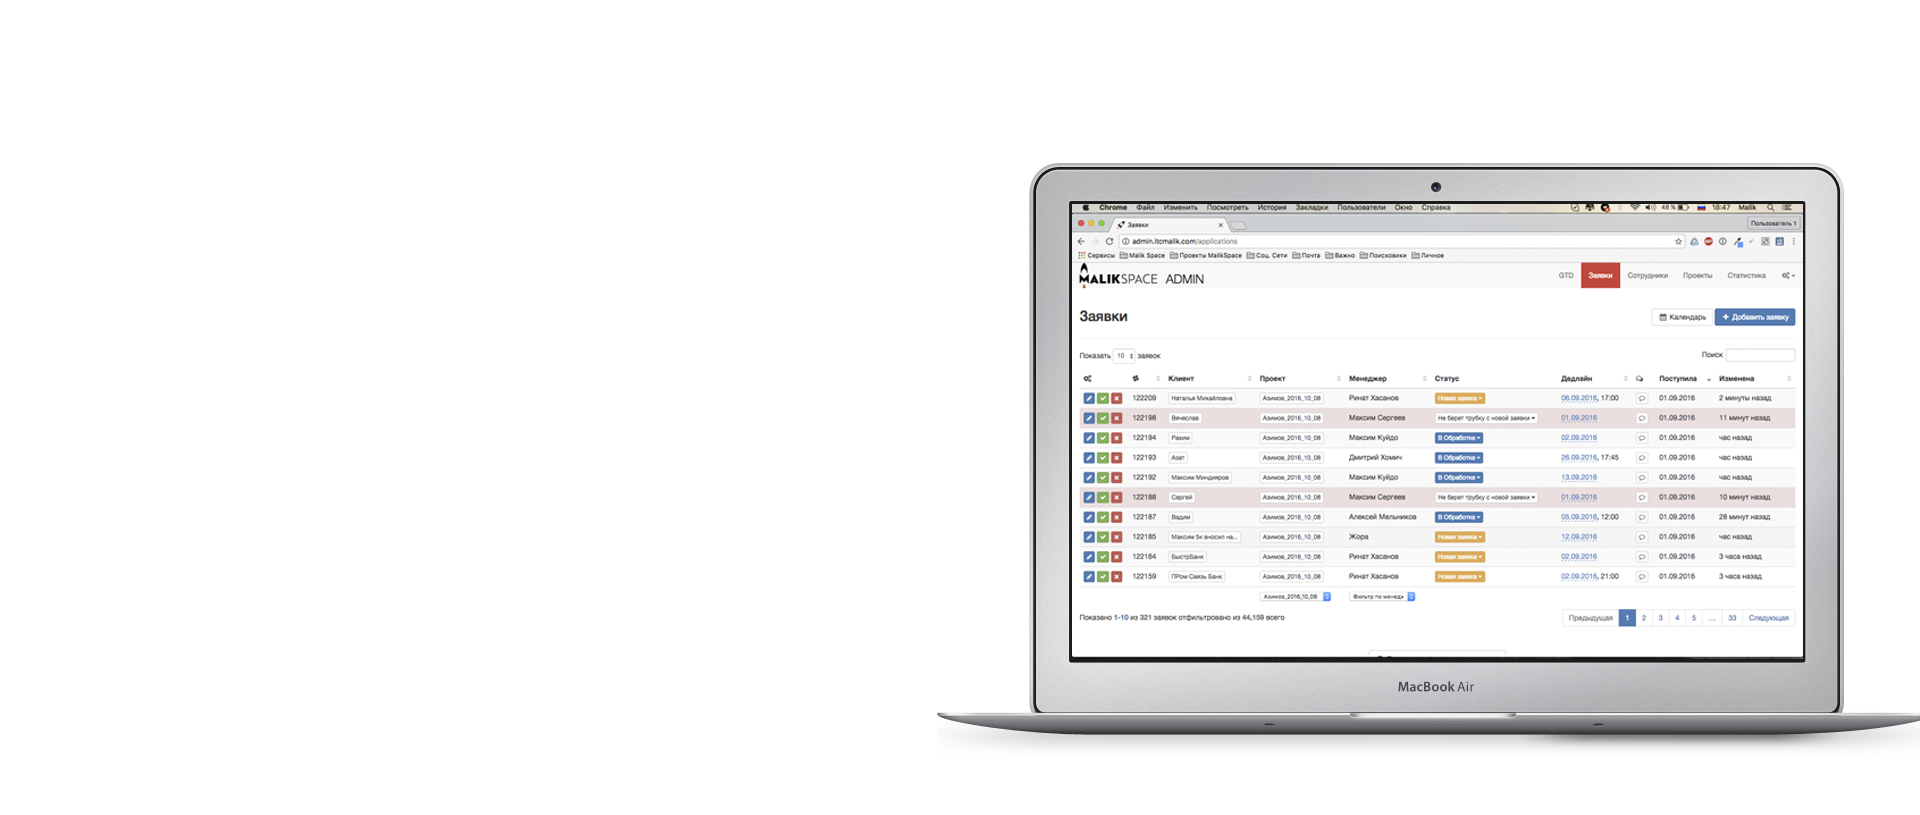 Chrome Файл Изменить Посмотреть История Закладки Пользователи Окно Справка 48 % 18:47 Malik
Заявки Пользователь 1
admin.itcmalik.com/applications
Сервисы Malik Space Проекты MalikSpace Соц. Сети Почта Важно Поисковики Личное
MALIKSPACE ADMIN GTD Заявки Сотрудники Проекты Статистика
Заявки Календарь + Добавить заявку
Показать 10 заявок Поиск
Клиент Проект Менеджер Статус Дедлайн Поступила Изменена
122209 Наталья Михайловна Азимов_2016_10_08 Ринат Хасанов Новая заявка 06.09.2016, 17:00 01.09.2016 2 минуты назад
122198 Вячеслав Азимов_2016_10_08 Максим Сергеев Не берет трубку с новой заявки 01.09.2016 01.09.2016 11 минут назад
122194 Рахим Азимов_2016_10_08 Максим Куйдо В Обработке 02.09.2016 01.09.2016 час назад
122193 Азат Азимов_2016_10_08 Дмитрий Хомич В Обработке 26.09.2016, 17:45 01.09.2016 час назад
122192 Максим Миндияров Азимов_2016_10_08 Максим Куйдо В Обработке 13.09.2016 01.09.2016 час назад
122188 Сергей Азимов_2016_10_08 Максим Сергеев Не берет трубку с новой заявки 01.09.2016 01.09.2016 10 минут назад
122187 Вадим Азимов_2016_10_08 Алексей Мельников В Обработке 05.09.2016, 12:00 01.09.2016 28 минут назад
122185 Максим 5к вносил на... Азимов_2016_10_08 Жора Новая заявка 12.09.2016 01.09.2016 час назад
122164 БыстрБанк Азимов_2016_10_08 Ринат Хасанов Новая заявка 02.09.2016 01.09.2016 3 часа назад
122159 ПРом Связь Банк Азимов_2016_10_08 Ринат Хасанов Новая заявка 02.09.2016, 21:00 01.09.2016 3 часа назад
Азимов_2016_10_08 Фильтр по менедж
Показано 1-10 из 321 заявок отфильтровано из 44,159 всего Предыдущая 1 2 3 4 5 ... 33 Следующая
MacBook Air